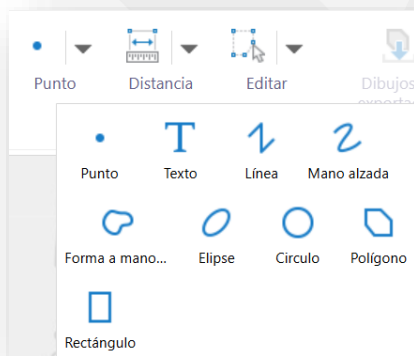 Punto Distancia Editar Dibujos
Punto Texto Línea Mano alzada
Forma a mano... Elipse Circulo Polígono
Rectángulo